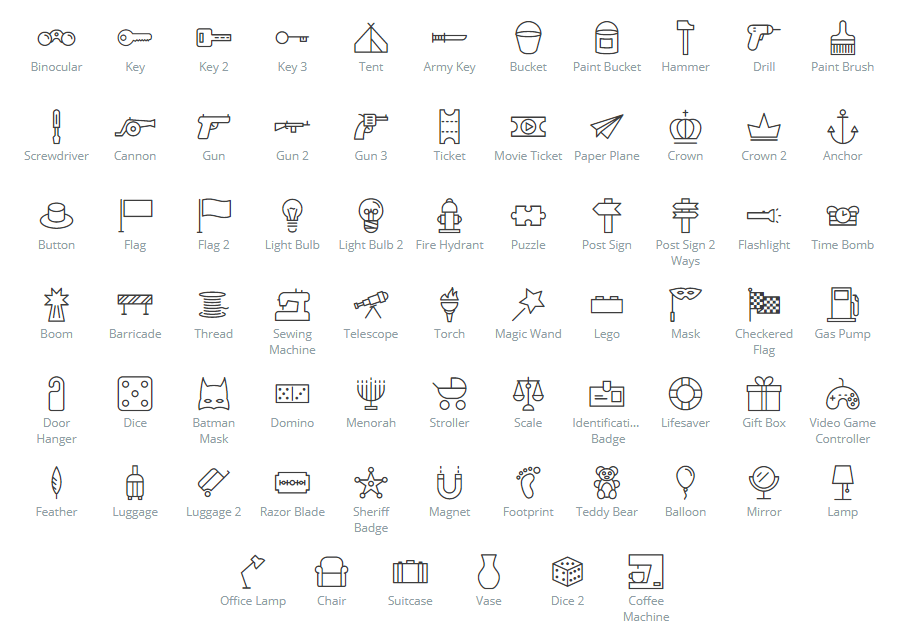 Binocular Key Key 2 Key 3 Tent Army Key Bucket Paint Bucket Hammer Drill Paint Brush
Screwdriver Cannon Gun Gun 2 Gun 3 Ticket Movie Ticket Paper Plane Crown Crown 2 Anchor
Button Flag Flag 2 Light Bulb Light Bulb 2 Fire Hydrant Puzzle Post Sign Post Sign 2 Flashlight Time Bomb
Ways
Boom Barricade Thread Sewing Telescope Torch Magic Wand Lego Mask Checkered Gas Pump
Machine Flag
Door Dice Batman Domino Menorah Stroller Scale Identificati... Lifesaver Gift Box Video Game
Hanger Mask Badge Controller
Feather Luggage Luggage 2 Razor Blade Sheriff Magnet Footprint Teddy Bear Balloon Mirror Lamp
Badge
Office Lamp Chair Suitcase Vase Dice 2 Coffee
Machine